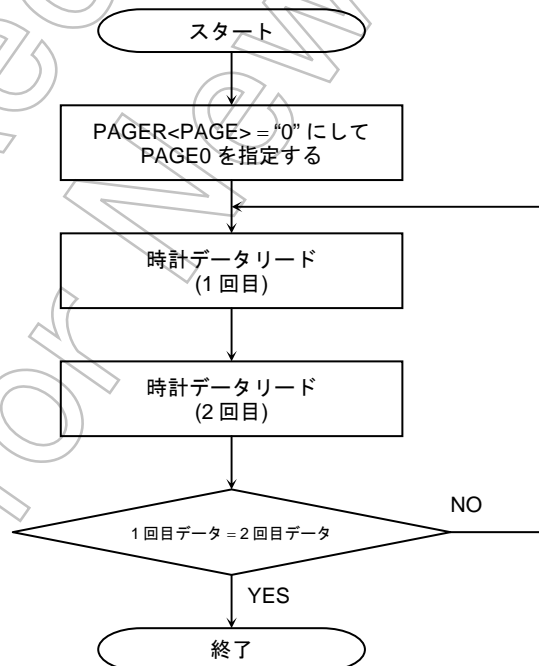 スタート
PAGER<PAGE> = “0” にして
PAGE0 を指定する
時計データリード
(1 回目)
時計データリード
(2 回目)
1 回目データ = 2 回目データ
NO
YES
終了
for New